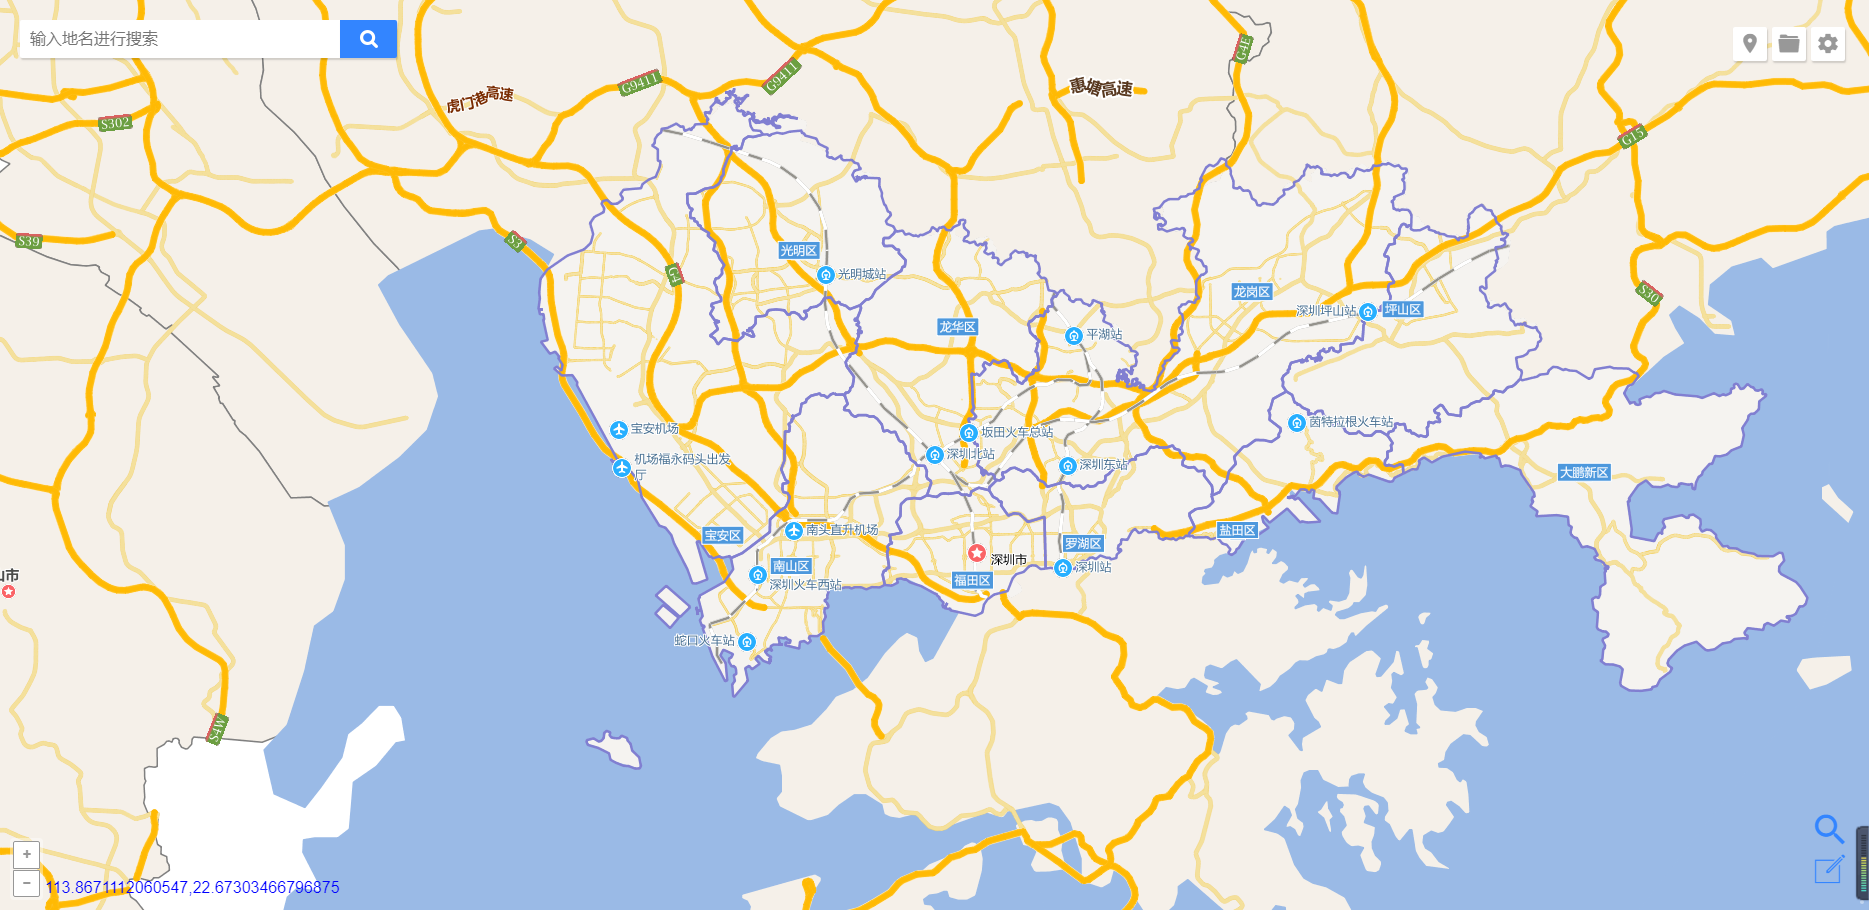 输入地名进行搜索
G4E
G9411
G9411
惠塘高速
虎门港高速
S302
G15
S39
S3
光明区
G4
光明城站
龙岗区
S30
深圳坪山站
坪山区
龙华区
平湖站
茵特拉根火车站
宝安机场
坂田火车总站
深圳北站
机场福永码头出发
厅
深圳东站
大鹏新区
南头直升机场
盐田区
宝安区
罗湖区
深圳市
南山区
深圳站
山市
福田区
深圳火车西站
蛇口火车站
S4W
+
−
113.8671112060547,22.67303466796875